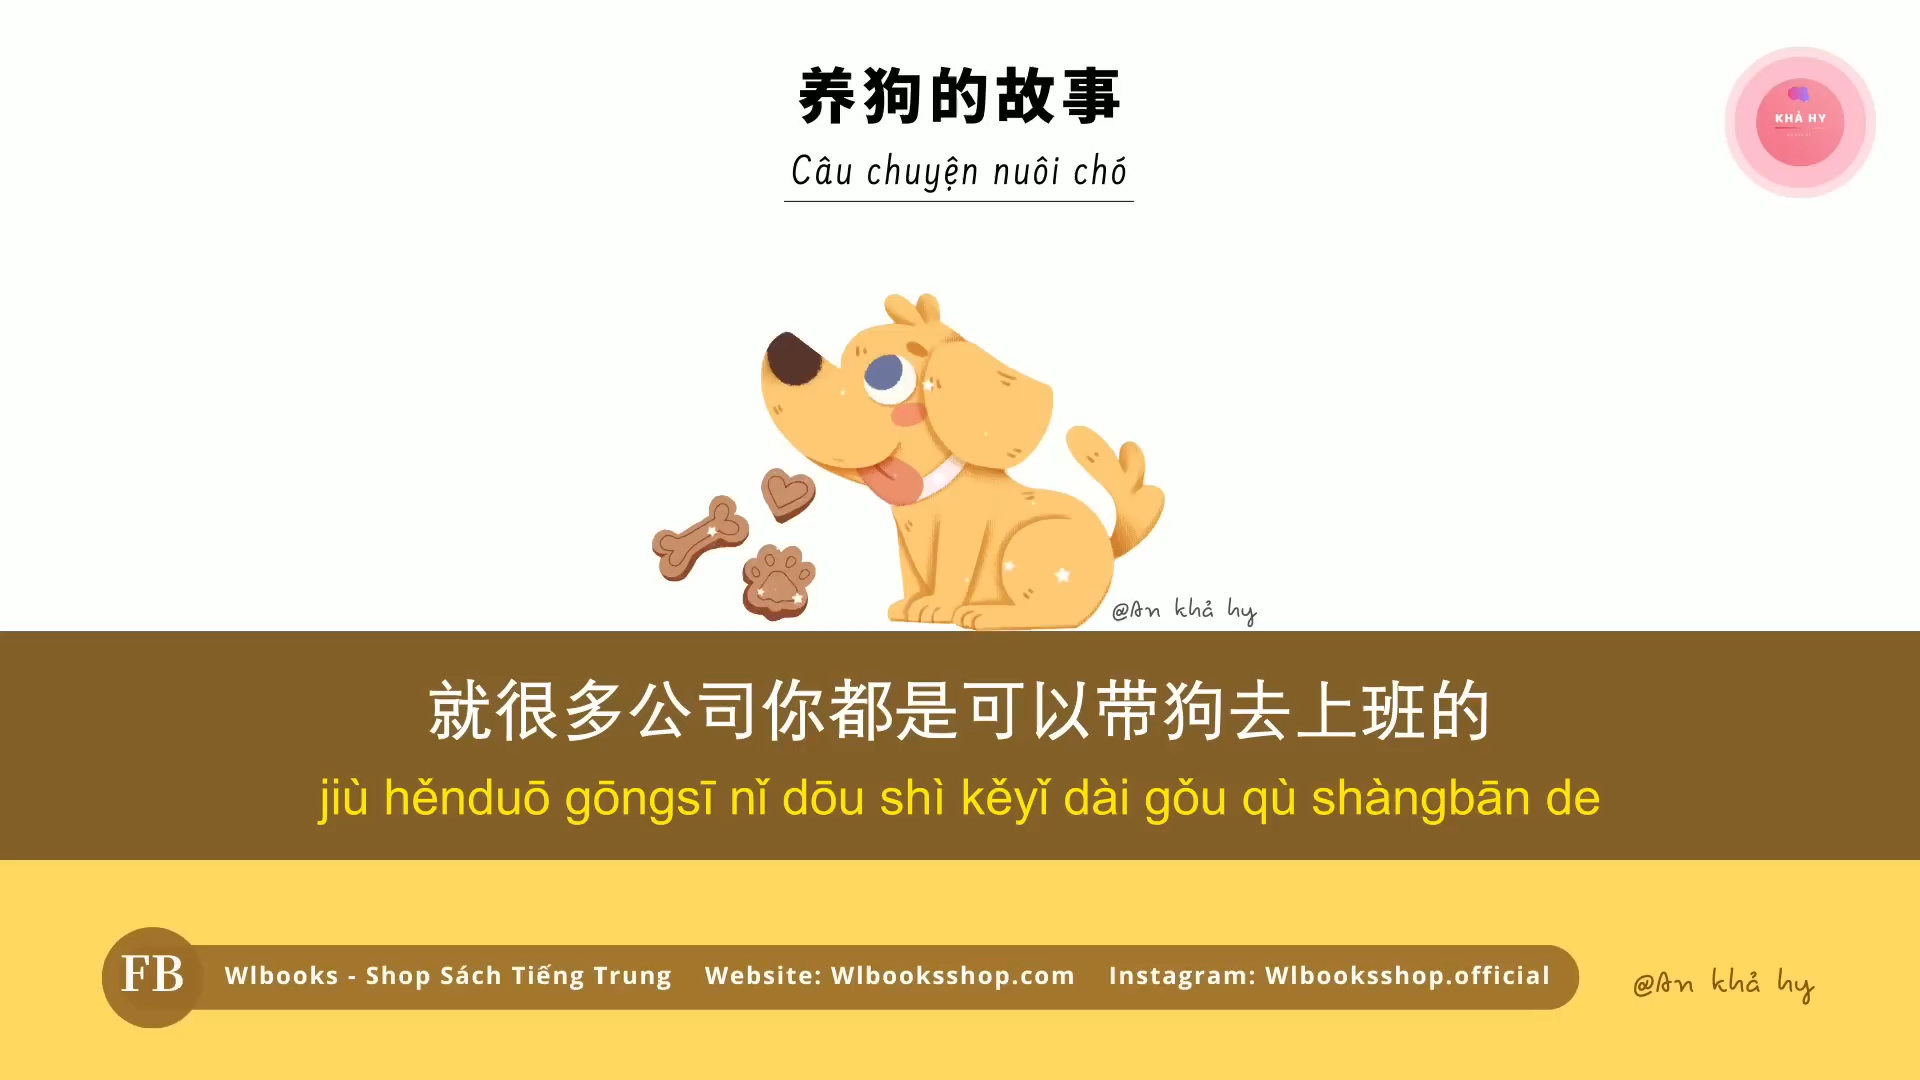 养狗的故事
KHẢ HY
Câu chuyện nuôi chó
@An khả hy
就很多公司你都是可以带狗去上班的
jiù hěnduō gōngsī nǐ dōu shì kěyǐ dài gǒu qù shàngbān de
FB Wlbooks - Shop Sách Tiếng Trung Website: Wlbooksshop.com Instagram: Wlbooksshop.official
@An khả hy